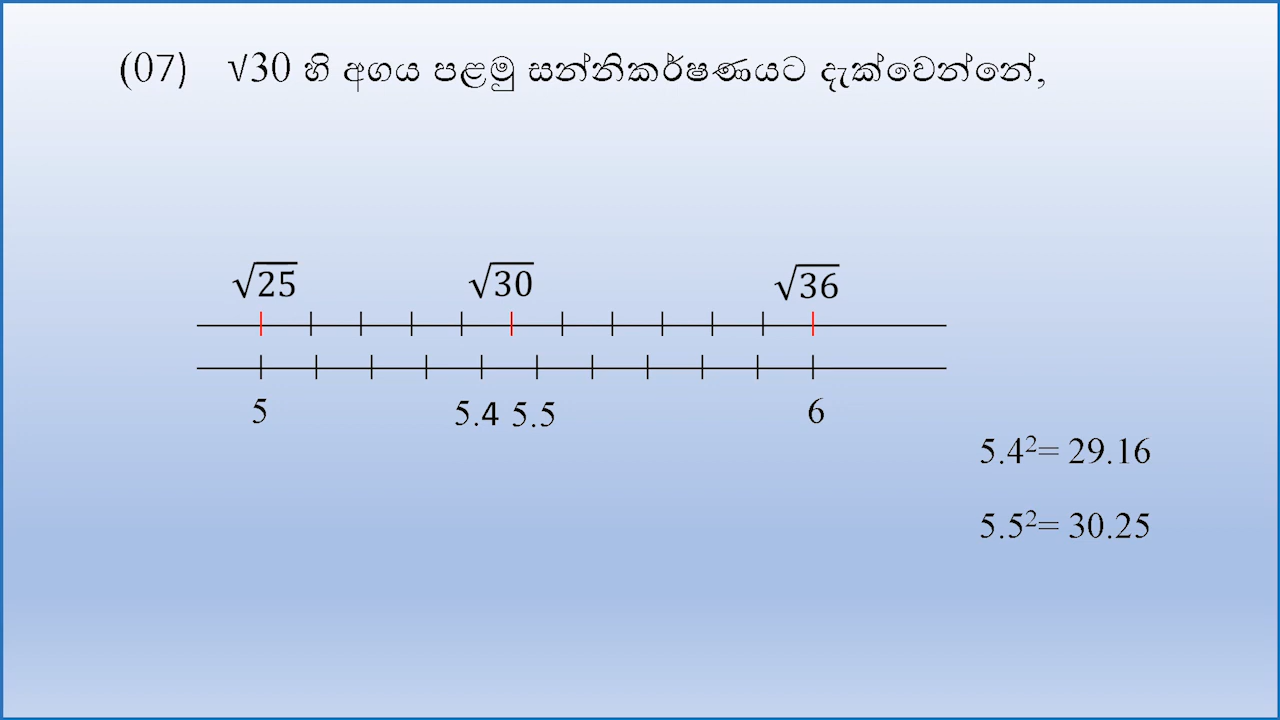 (07) √30 හි අගය පළමු සන්නිකර්ෂණයට දැක්වෙන්නේ,
√25 √30 √36
5 5.4 5.5 6
5.4²= 29.16
5.5²= 30.25